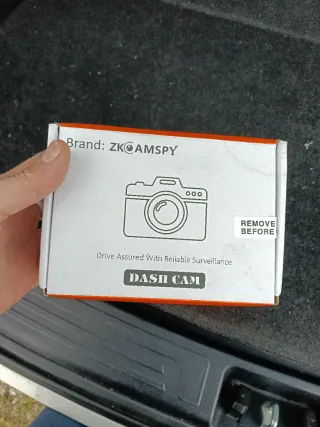 Brand: ZKCAMSPY
REMOVE
BEFORE
Drive Assured With Reliable Surveillance
DASH CAM